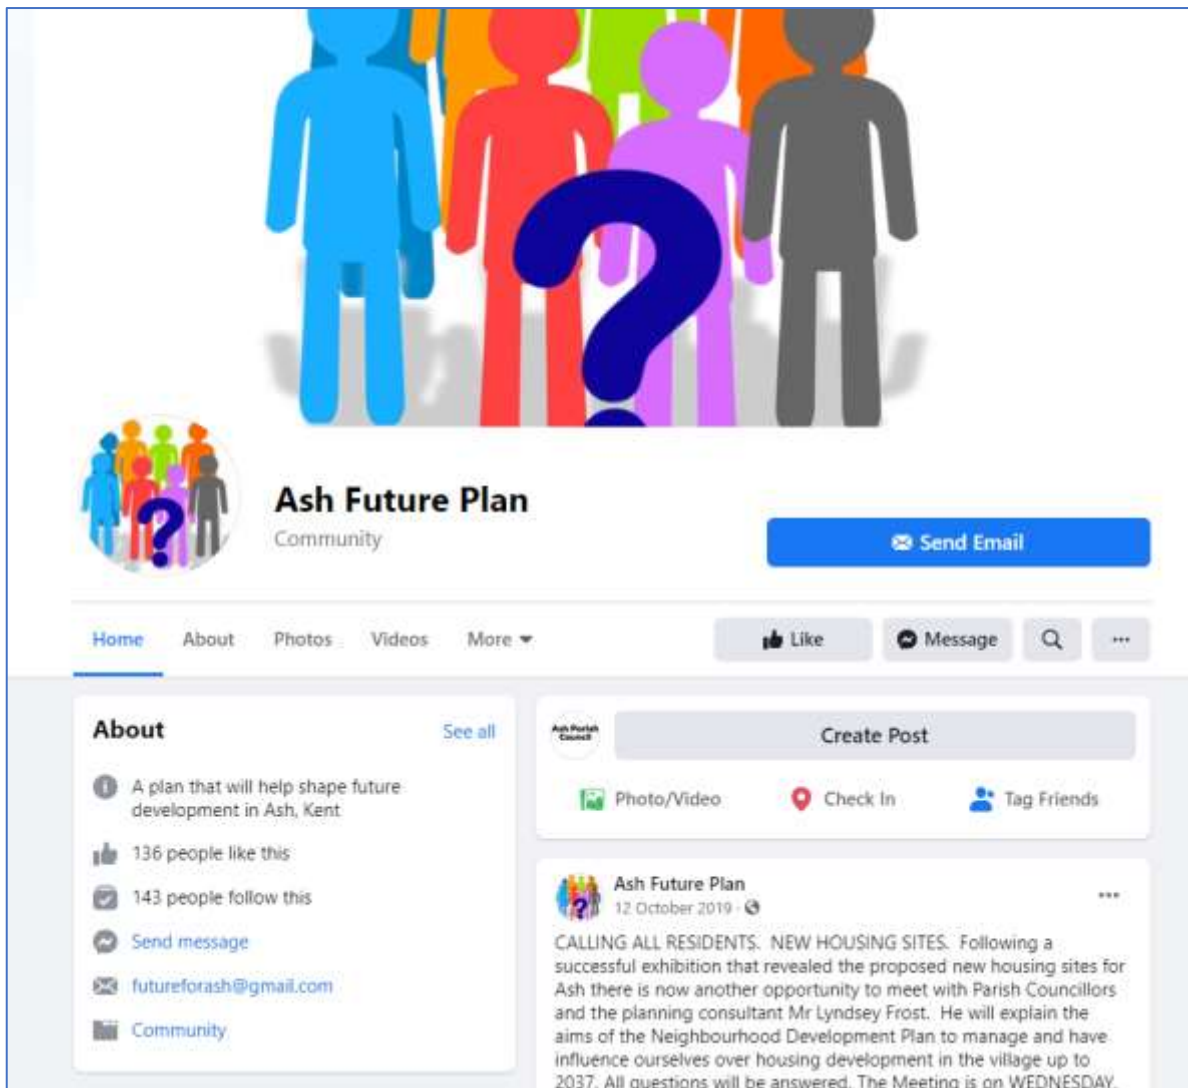 ?
?
Ash Future Plan
Community
Send Email
Home About Photos Videos More
Like Message
About See all
A plan that will help shape future
development in Ash, Kent
136 people like this
143 people follow this
Send message
futureforash@gmail.com
Community
Ash Parish
Council
Create Post
Photo/Video Check In Tag Friends
?
Ash Future Plan
12 October 2019 ·
CALLING ALL RESIDENTS. NEW HOUSING SITES. Following a
successful exhibition that revealed the proposed new housing sites for
Ash there is now another opportunity to meet with Parish Councillors
and the planning consultant Mr Lyndsey Frost. He will explain the
aims of the Neighbourhood Development Plan to manage and have
influence ourselves over housing development in the village up to
2037. All questions will be answered. The Meeting is on WEDNESDAY,